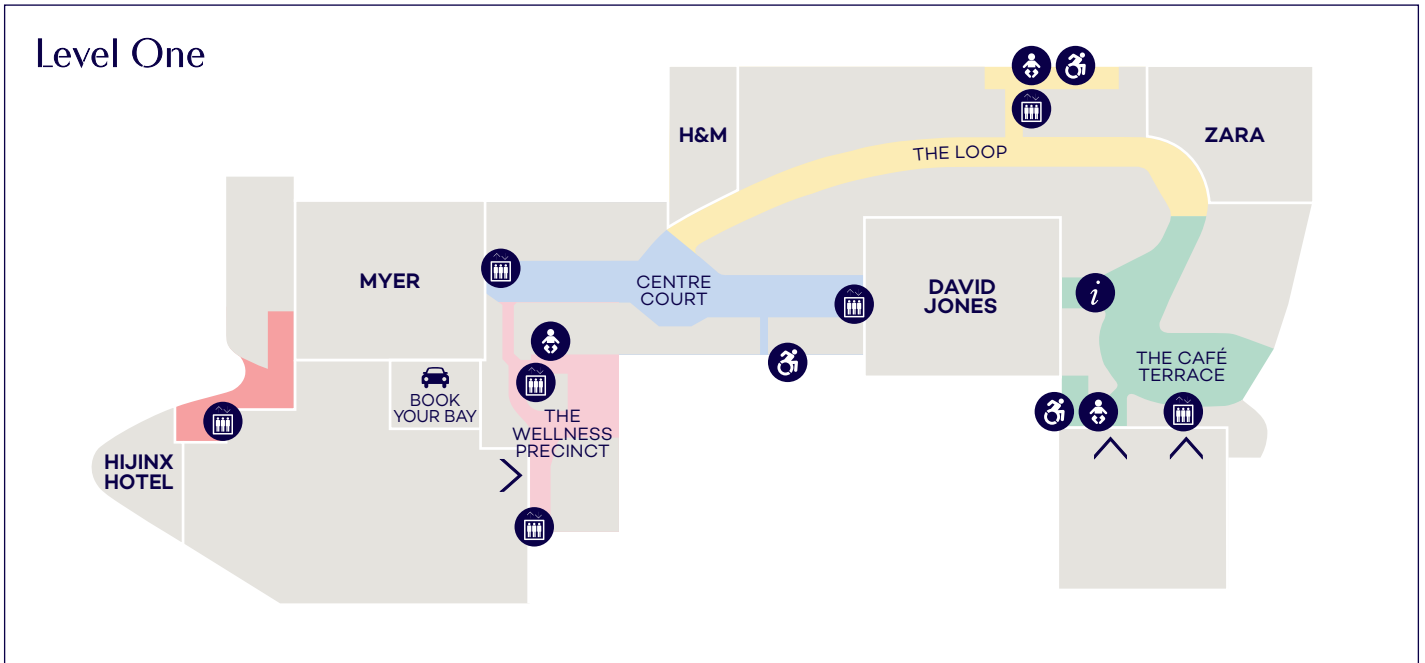 Level One
H&M
ZARA
THE LOOP
MYER
CENTRE
COURT
DAVID
JONES
i
THE CAFÉ
TERRACE
BOOK
YOUR BAY
THE
WELLNESS
PRECINCT
HIJINX
HOTEL